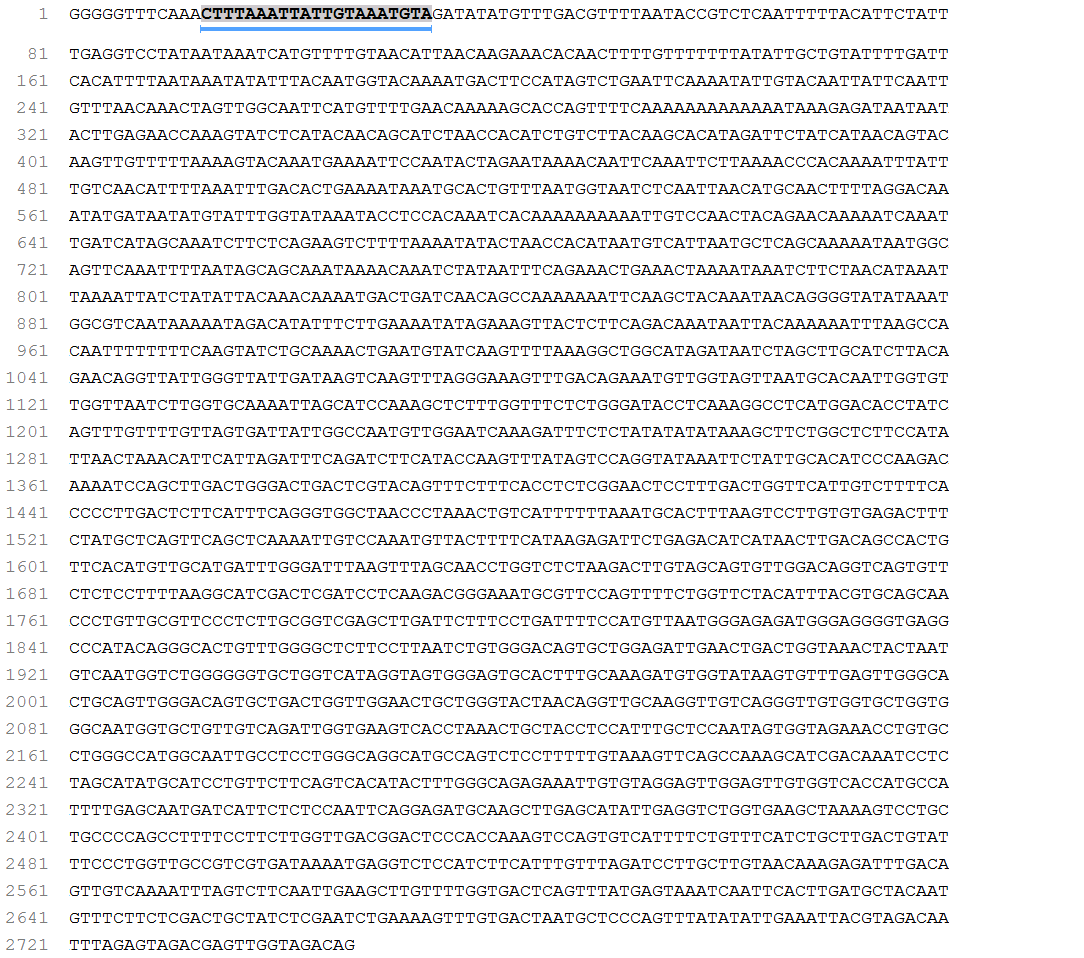 1 GGGGGTTTCAAACTTTAAATTATTGTAAATGTAGATATATGTTTGACGTTTTAATACCGTCTCAATTTTTACATTCTATT
81 TGAGGTCCTATAATAAATCATGTTTTGTAACATTAACAAGAAACACAACTTTTGTTTTTTTATATTGCTGTATTTTGATT
161 CACATTTTAATAAATATATTTACAATGGTACAAAATGACTTCCATAGTCTGAATTCAAAATATTGTACAATTATTCAATT
241 GTTTAACAAACTAGTTGGCAATTCATGTTTTGAACAAAAAGCACCAGTTTTCAAAAAAAAAAAAAATAAAGAGATAATAAT
321 ACTTGAGAACCAAAGTATCTCATACAACAGCATCTAACCACATCTGTCTTACAAGCACATAGATTCTATCATAACAGTAC
401 AAGTTGTTTTTAAAAGTACAAATGAAAATTCCAATACTAGAATAAAACAATTCAAATTCTTAAAACCCACAAAATTTATT
481 TGTCAACATTTTAAATTTGACACTGAAAATAAATGCACTGTTTAATGGTAATCTCAATTAACATGCAACTTTTAGGACAA
561 ATATGATAATATGTATTTGGTATAAATACCTCCACAAATCACAAAAAAAAAATTGTCCAACTACAGAACAAAAATCAAAT
641 TGATCATAGCAAATCTTCTCAGAAGTCTTTTAAAATATACTAACCACATAATGTCATTAATGCTCAGCAAAAATAATGGC
721 AGTTCAAATTTTAATAGCAGCAAATAAAACAAATCTATAATTTCAGAAACTGAAACTAAAATAAATCTTCTAACATAAAT
801 TAAAATTATCTATATTACAAACAAAATGACTGATCAACAGCCAAAAAAATTCAAGCTACAAATAACAGGGGTATATAAAT
881 GGCGTCAATAAAAATAGACATATTTCTTGAAAATATAGAAAGTTACTCTTCAGACAAATAATTACAAAAAATTTAAGCCA
961 CAATTTTTTTTCAAGTATCTGCAAAACTGAATGTATCAAGTTTTAAAGGCTGGCATAGATAATCTAGCTTGCATCTTACA
1041 GAACAGGTTATTGGGTTATTGATAAGTCAAGTTTAGGGAAAGTTTGACAGAAATGTTGGTAGTTAATGCACAATTGGTGT
1121 TGGTTAATCTTGGTGCAAAATTAGCATCCAAAGCTCTTTGGTTTCTCTGGGATACCTCAAAGGCCTCATGGACACCTATC
1201 AGTTTGTTTTGTTAGTGATTATTGGCCAATGTTGGAATCAAAGATTTCTCTATATATATAAAGCTTCTGGCTCTTCCATA
1281 TTAACTAAACATTCATTAGATTTCAGATCTTCATACCAAGTTTATAGTCCAGGTATAAATTCTATTGCACATCCCAAGAC
1361 AAAATCCAGCTTGACTGGGACTGACTCGTACAGTTTCTTTCACCTCTCGGAACTCCTTTGACTGGTTCATTGTCTTTTCA
1441 CCCCTTGACTCTTCATTTCAGGGTGGCTAACCCTAAACTGTCATTTTTTAAATGCACTTTAAGTCCTTGTGTGAGACTTT
1521 CTATGCTCAGTTCAGCTCAAAATTGTCCAAATGTTACTTTTCATAAGAGATTCTGAGACATCATAACTTGACAGCCACTG
1601 TTCACATGTTGCATGATTTGGGATTTAAGTTTAGCAACCTGGTCTCTAAGACTTGTAGCAGTGTTGGACAGGTCAGTGTT
1681 CTCTCCTTTTAAGGCATCGACTCGATCCTCAAGACGGGAAATGCGTTCCAGTTTTCTGGTTCTACATTTACGTGCAGCAA
1761 CCCTGTTGCGTTCCCTCTTGCGGTCGAGCTTGATTCTTTCCTGATTTTCCATGTTAATGGGAGAGATGGGAGGGGTGAGG
1841 CCCATACAGGGCACTGTTTGGGGCTCTTCCTTAATCTGTGGGACAGTGCTGGAGATTGAACTGACTGGTAAACTACTAAT
1921 GTCAATGGTCTGGGGGGTGCTGGTCATAGGTAGTGGGAGTGCACTTTGCAAAGATGTGGTATAAGTGTTTGAGTTGGGCA
2001 CTGCAGTTGGGACAGTGCTGACTGGTTGGAACTGCTGGGTACTAACAGGTTGCAAGGTTGTCAGGGTTGTGGTGCTGGTG
2081 GGCAATGGTGCTGTTGTCAGATTGGTGAAGTCACCTAAACTGCTACCTCCATTTGCTCCAATAGTGGTAGAAACCTGTGC
2161 CTGGGCCATGGCAATTGCCTCCTGGGCAGGCATGCCAGTCTCCTTTTTGTAAAGTTCAGCCAAAGCATCGACAAATCCTC
2241 TAGCATATGCATCCTGTTCTTCAGTCACATACTTTGGGCAGAGAAATTGTGTAGGAGTTGGAGTTGTGGTCACCATGCCA
2321 TTTTGAGCAATGATCATTCTCTCCAATTCAGGAGATGCAAGCTTGAGCATATTGAGGTCTGGTGAAGCTAAAAGTCCTGC
2401 TGCCCCAGCCTTTTCCTTCTTGGTTGACGGACTCCCACCAAAGTCCAGTGTCATTTTCTGTTTCATCTGCTTGACTGTAT
2481 TTCCCTGGTTGCCGTCGTGATAAAATGAGGTCTCCATCTTCATTTGTTTAGATCCTTGCTTGTAACAAAGAGATTTGACA
2561 GTTGTCAAAATTTAGTCTTCAATTGAAGCTTGTTTTGGTGACTCAGTTTATGAGTAAATCAATTCACTTGATGCTACAAT
2641 GTTTCTTCTCGACTGCTATCTCGAATCTGAAAAGTTTGTGACTAATGCTCCCAGTTTATATATTGAAATTACGTAGACAA
2721 TTTAGAGTAGACGAGTTGGTAGACAG